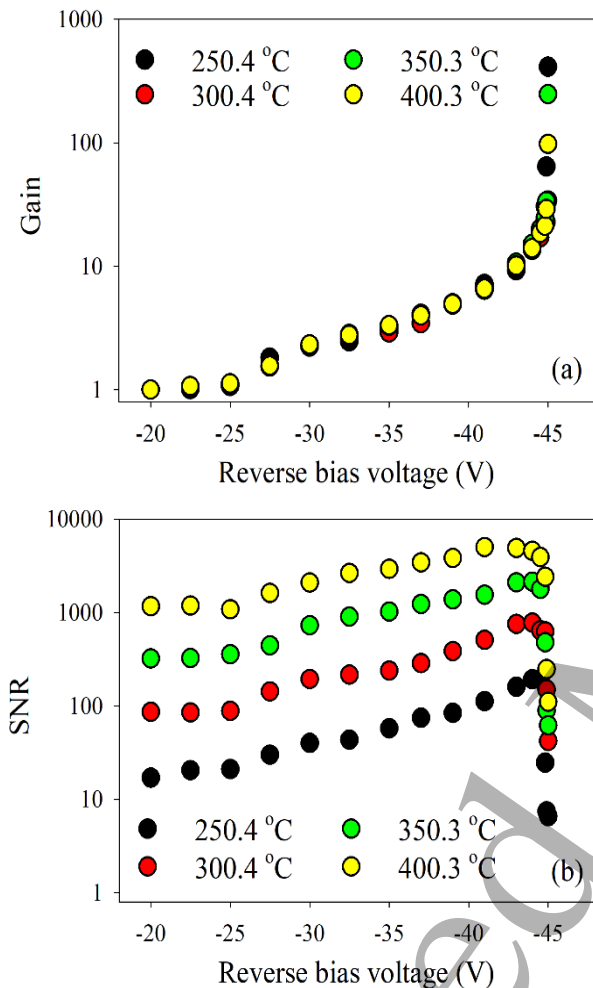 1000
100
10
1
Gain
250.4 °C
350.3 °C
300.4 °C
400.3 °C
(a)
-20 -25 -30 -35 -40 -45
Reverse bias voltage (V)
10000
1000
100
10
1
SNR
250.4 °C
350.3 °C
300.4 °C
400.3 °C
(b)
-20 -25 -30 -35 -40 -45
Reverse bias voltage (V)
ed